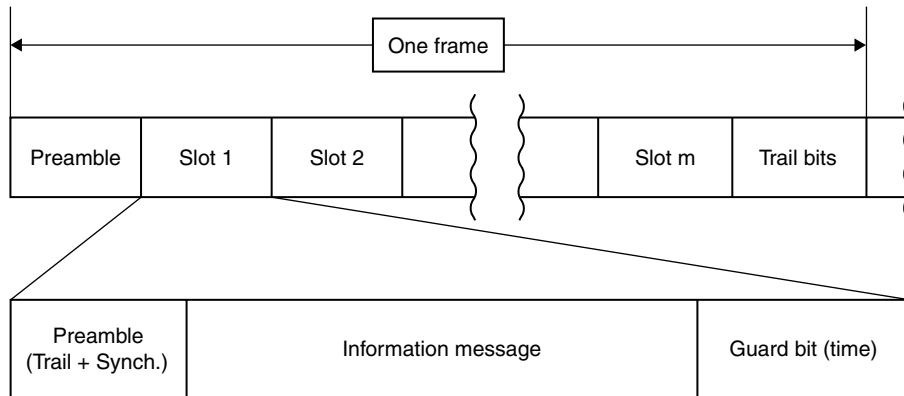 One frame
Preamble
Slot 1
Slot 2
Slot m
Trail bits
Preamble
(Trail + Synch.)
Information message
Guard bit (time)